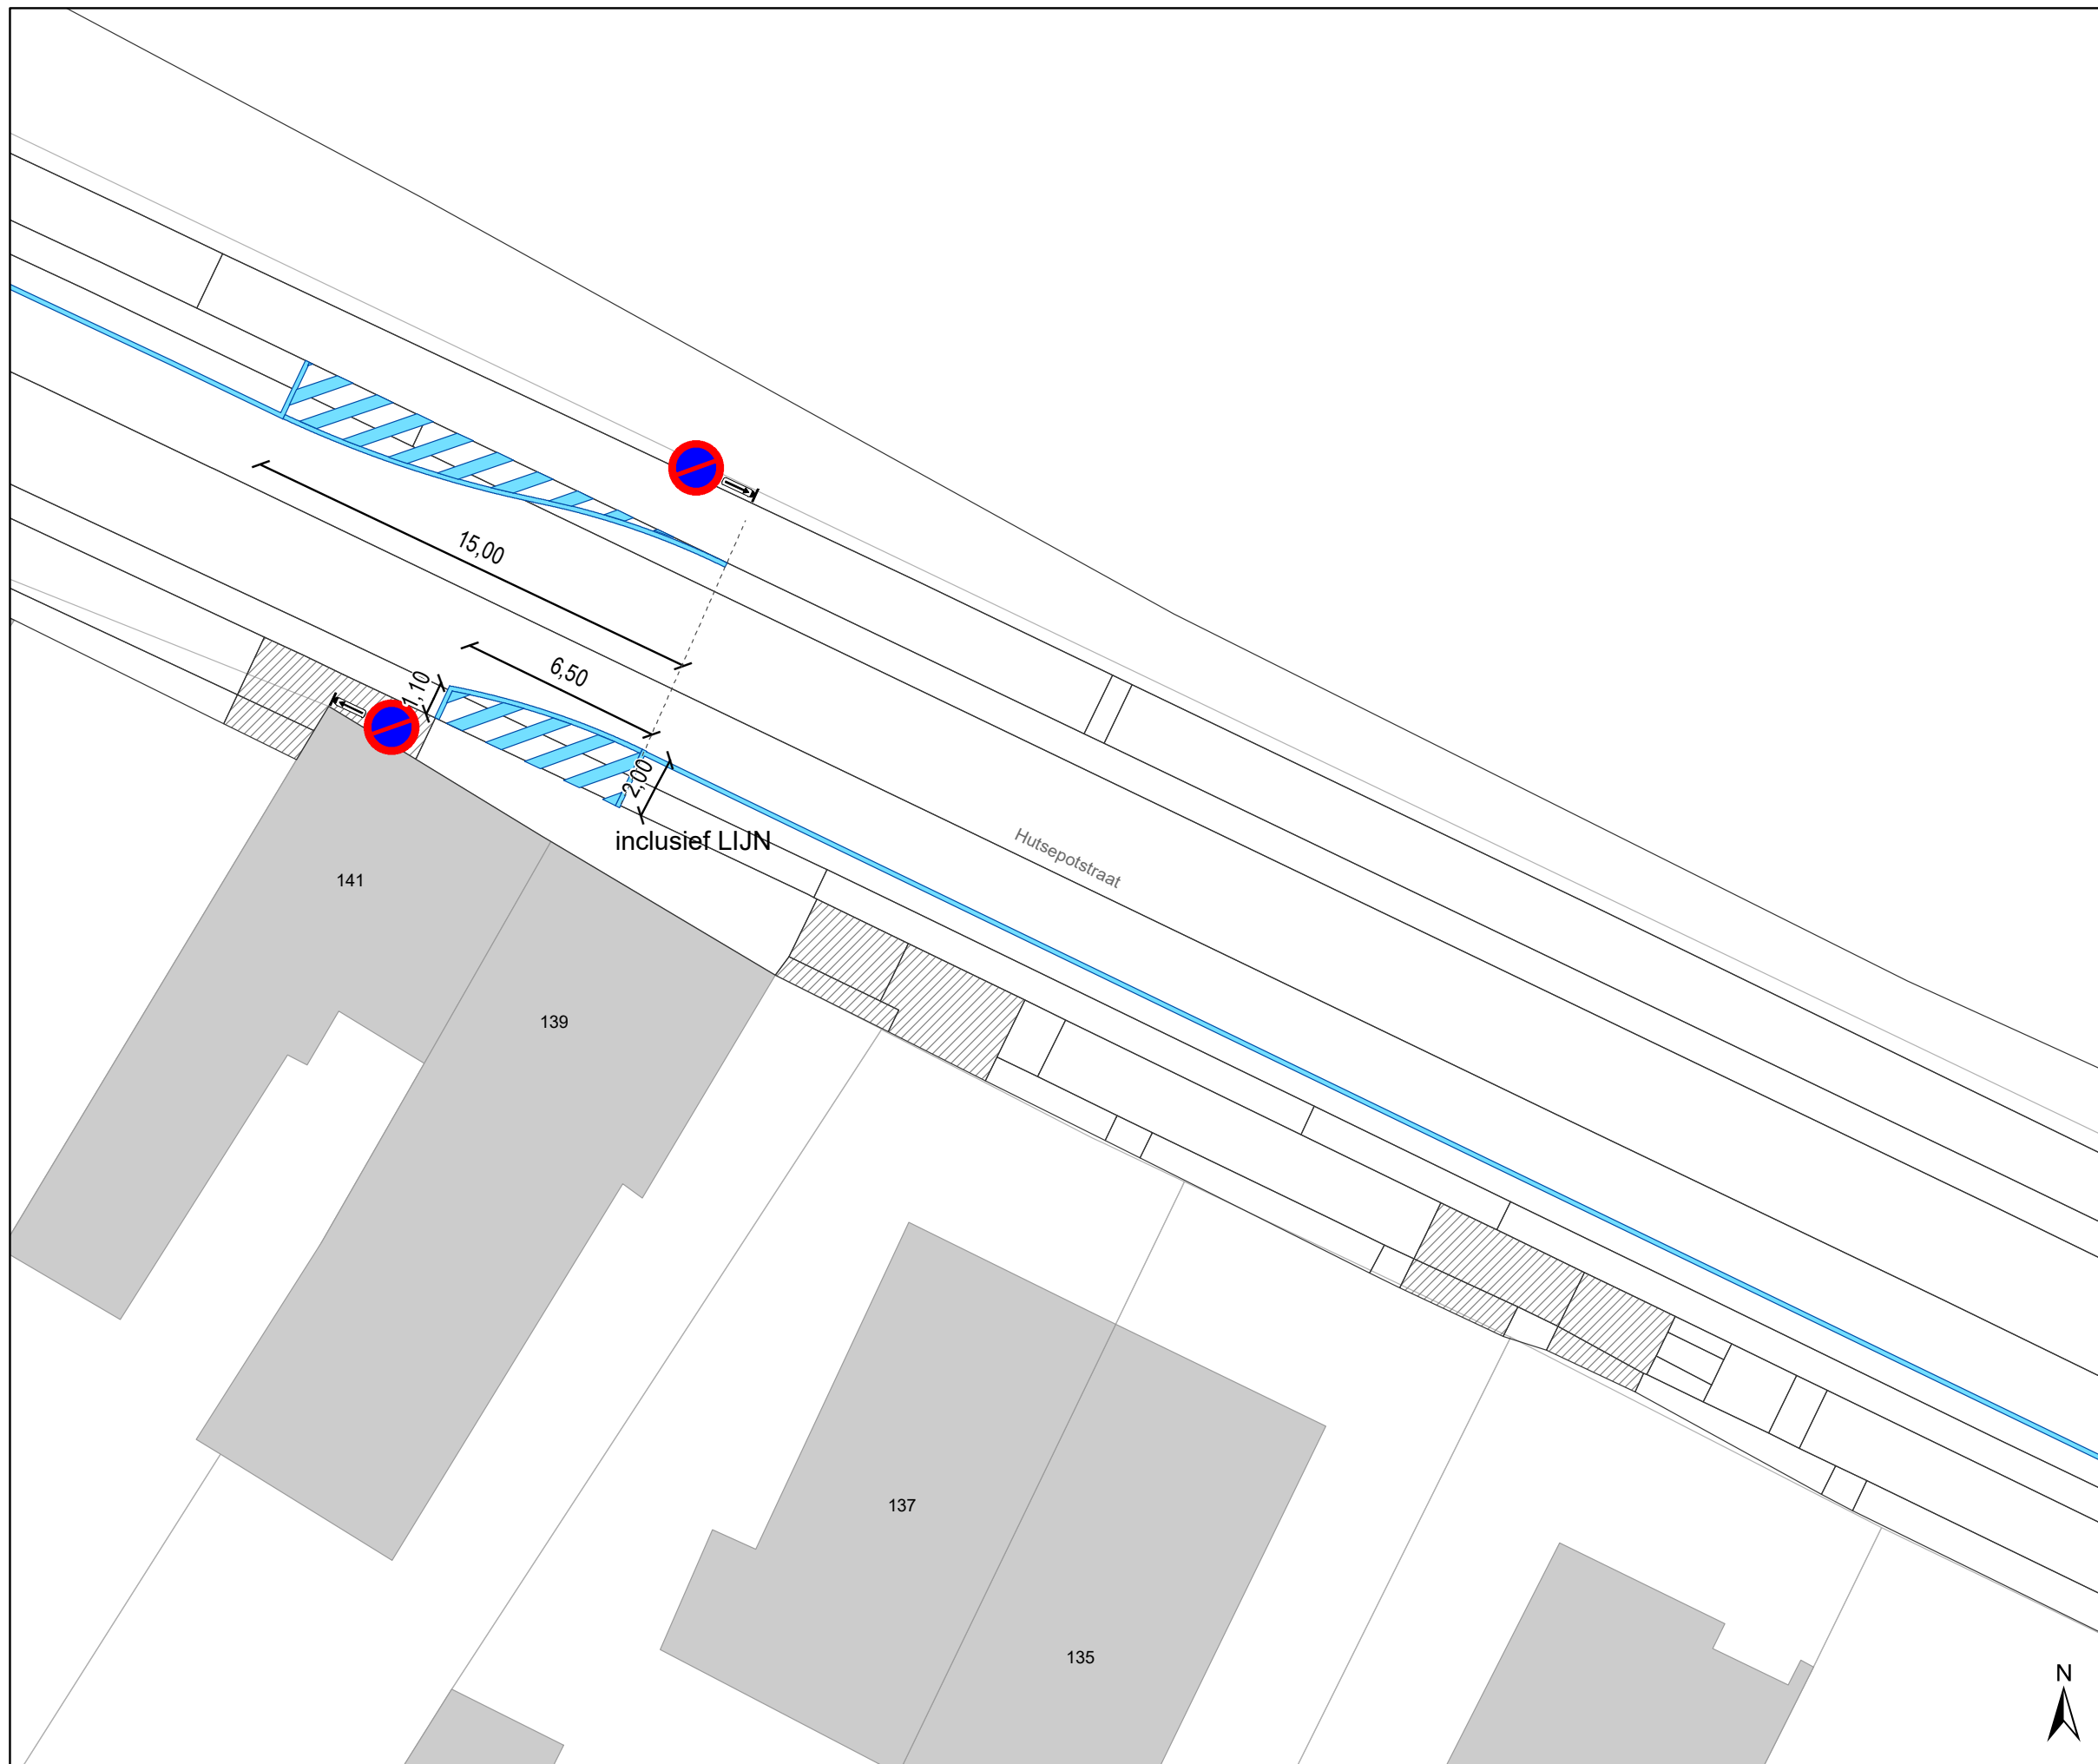 15,00
6,50
1,10
2,00
inclusief LIJN
Hutsepotstraat
141
139
137
135
N